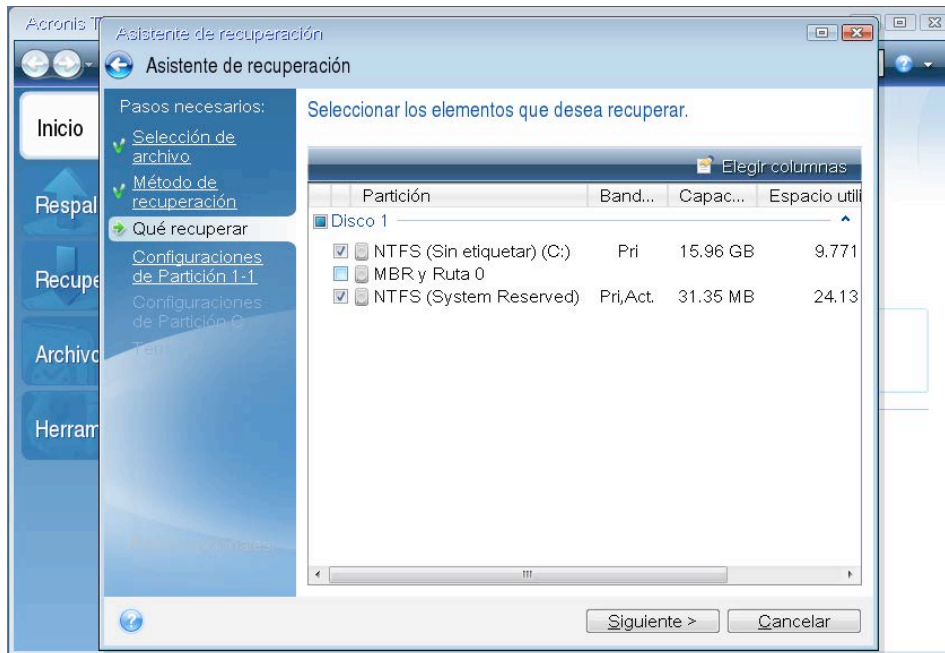 Acronis T
Asistente de recuperación
Asistente de recuperación
Inicio
Respal
Recupe
Archivo
Herram
Pasos necesarios:
Selección de
archivo
Método de
recuperación
Qué recuperar
Configuraciones
de Partición 1-1
Configuraciones
de Partición C
Seleccionar los elementos que desea recuperar.
Elegir columnas
Partición Band... Capac... Espacio utili
Disco 1
NTFS (Sin etiquetar) (C:) Pri 15.96 GB 9.771
MBR y Ruta 0
NTFS (System Reserved) Pri,Act. 31.35 MB 24.13
Siguiente > Cancelar